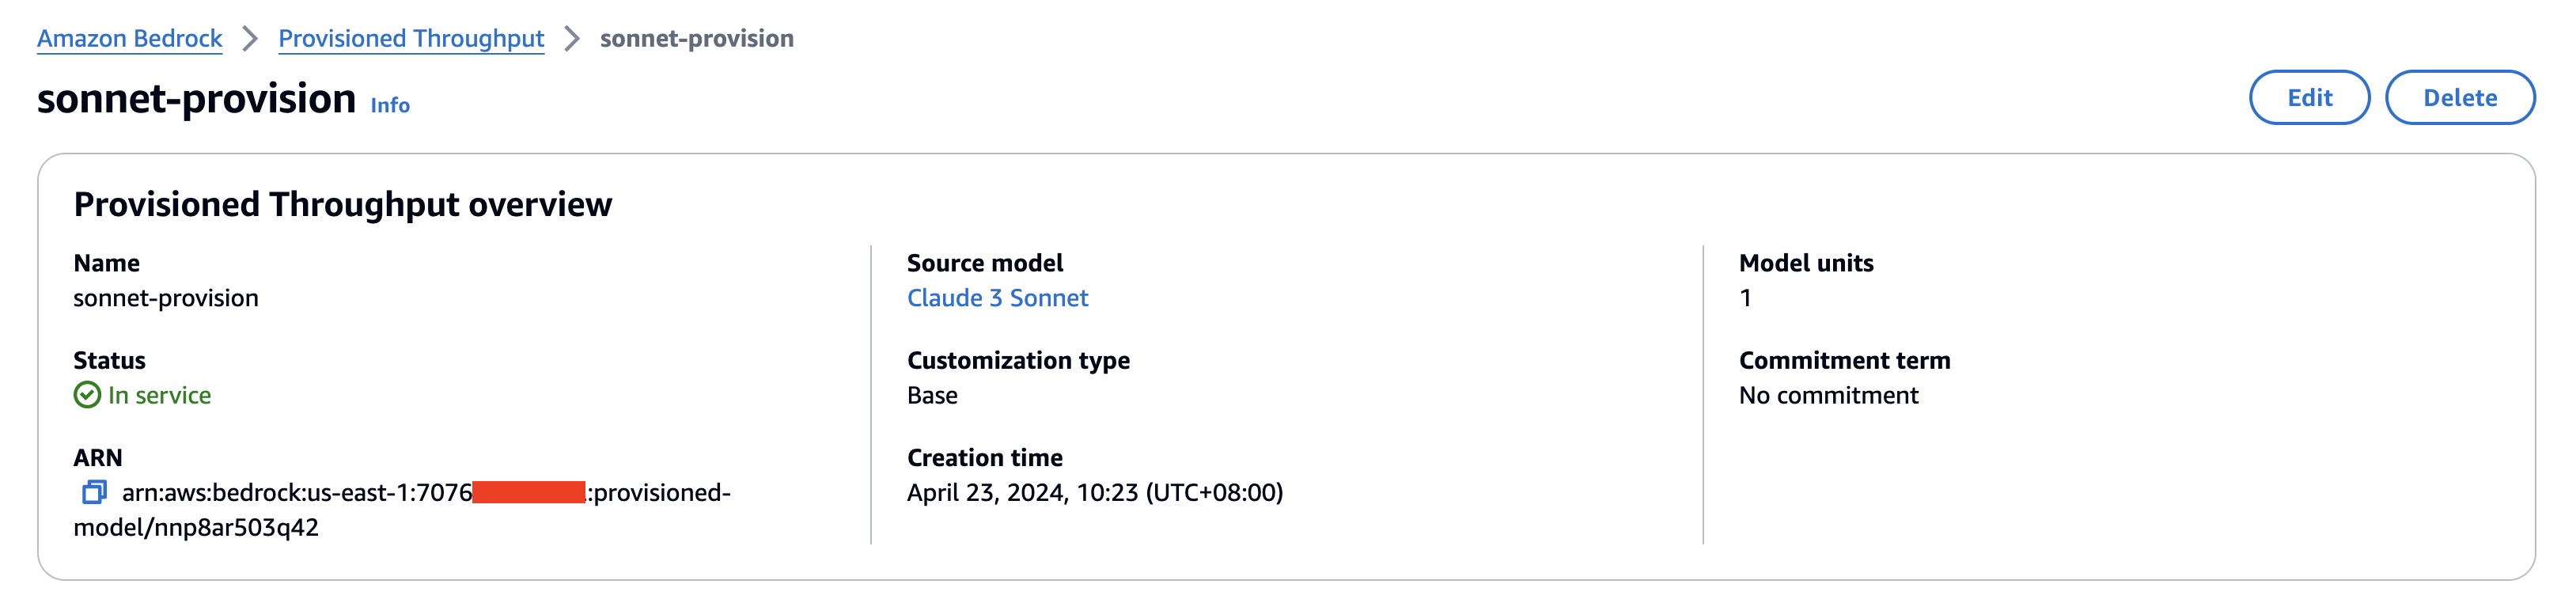 Amazon Bedrock > Provisioned Throughput > sonnet-provision
sonnet-provision Info
Edit
Delete
Provisioned Throughput overview
Name
sonnet-provision
Status
In service
ARN
arn:aws:bedrock:us-east-1:7076 :provisioned-
model/nnp8ar503q42
Source model
Claude 3 Sonnet
Customization type
Base
Creation time
April 23, 2024, 10:23 (UTC+08:00)
Model units
1
Commitment term
No commitment